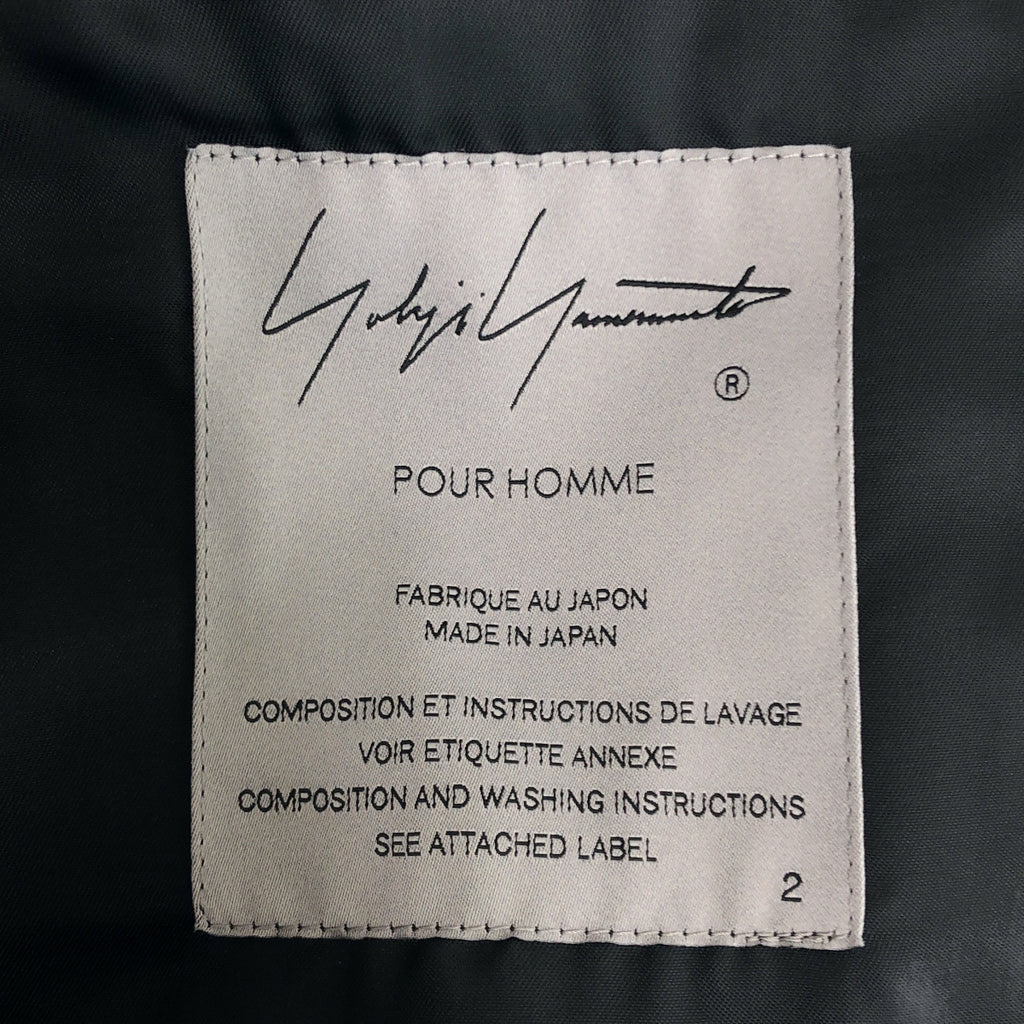 Yohji Yamamoto
®
POUR HOMME
FABRIQUE AU JAPON
MADE IN JAPAN
COMPOSITION ET INSTRUCTIONS DE LAVAGE
VOIR ETIQUETTE ANNEXE
COMPOSITION AND WASHING INSTRUCTIONS
SEE ATTACHED LABEL
2